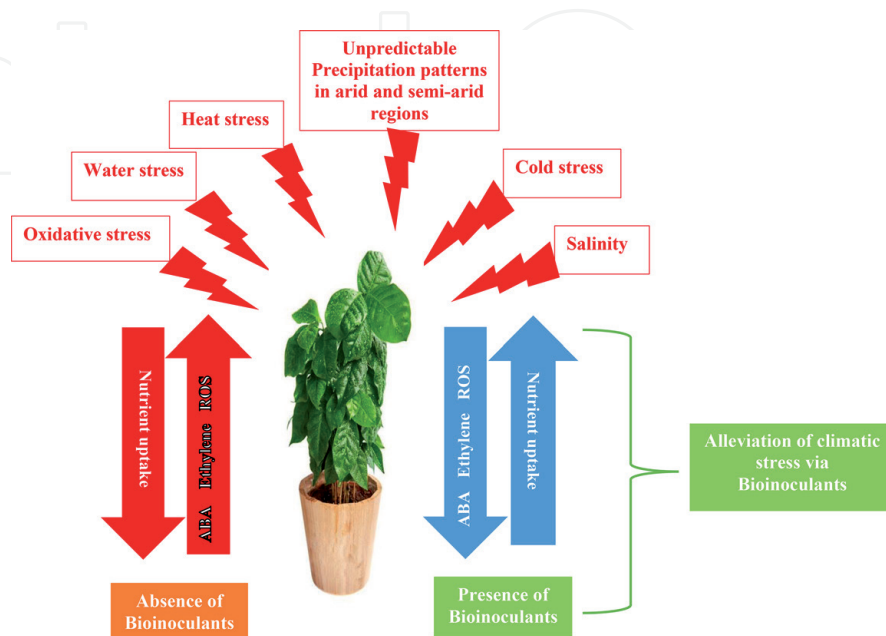 Unpredictable
Precipitation patterns
in arid and semi-arid
regions
Heat stress
Cold stress
Water stress
Oxidative stress
Salinity
Nutrient uptake
ABA Ethylene ROS
ABA Ethylene ROS
Nutrient uptake
Alleviation of climatic
stress via
Bioinoculants
Absence of
Bioinoculants
Presence of
Bioinoculants